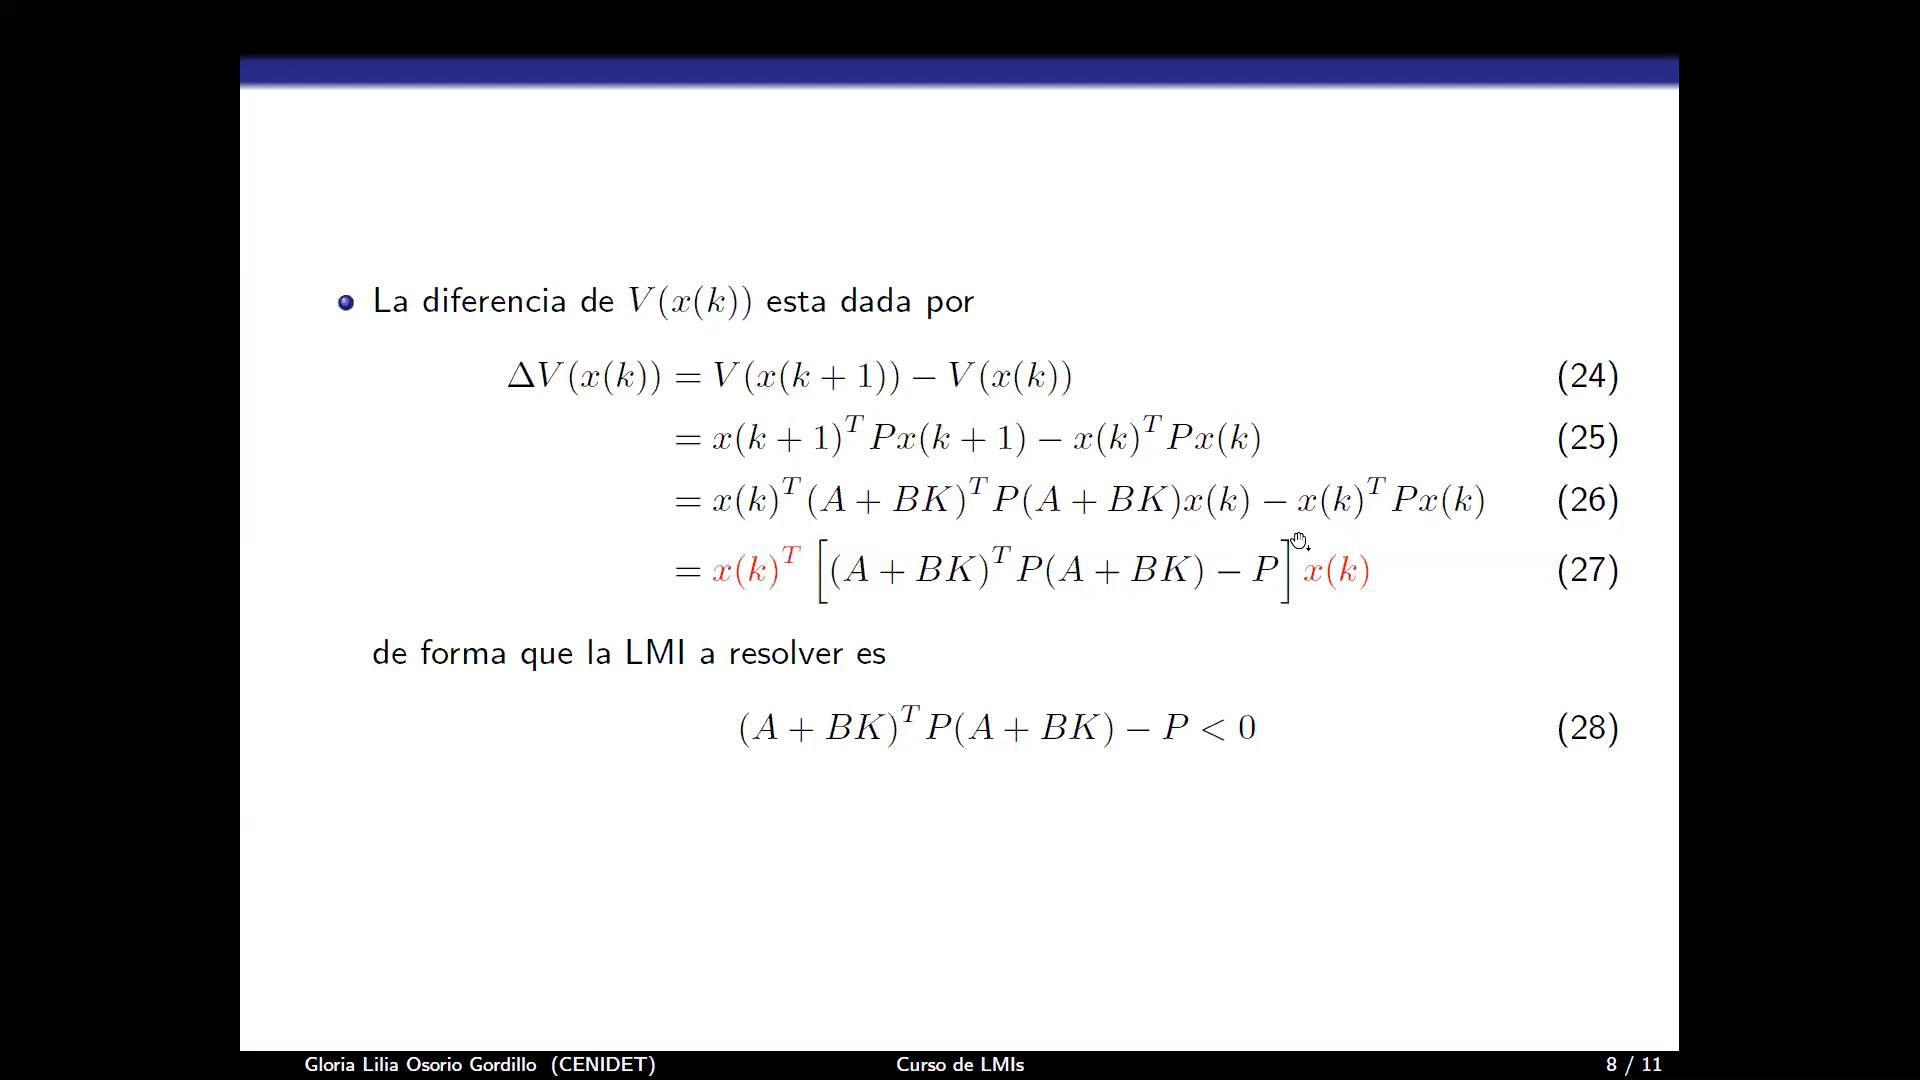 La diferencia de V(x(k)) esta dada por
ΔV(x(k)) = V(x(k + 1)) − V(x(k)) (24)
= x(k + 1)^T Px(k + 1) − x(k)^T Px(k) (25)
= x(k)^T (A + BK)^T P(A + BK)x(k) − x(k)^T Px(k) (26)
= x(k)^T [(A + BK)^T P(A + BK) − P] x(k) (27)
de forma que la LMI a resolver es
(A + BK)^T P(A + BK) − P < 0 (28)
Gloria Lilia Osorio Gordillo (CENIDET) Curso de LMIs 8 / 11